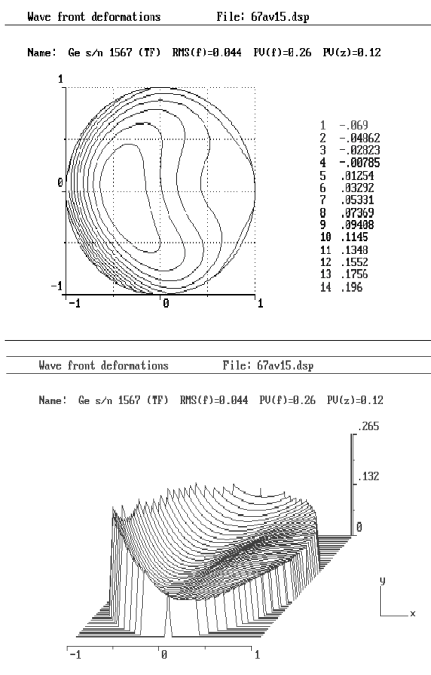 Wave front deformations File: 67av15.dsp
Name: Ge s/n 1567 (TF) RMS(f)=0.044 PV(f)=0.26 PV(z)=0.12
1
0
-1
-1 0 1
1 -.069
2 -.04862
3 -.02823
4 -.00785
5 .01254
6 .03292
7 .05331
8 .07369
9 .09408
10 .1145
11 .1348
12 .1552
13 .1756
14 .196
Wave front deformations File: 67av15.dsp
Name: Ge s/n 1567 (TF) RMS(f)=0.044 PV(f)=0.26 PV(z)=0.12
.265
.132
0
y
x
-1 0 1